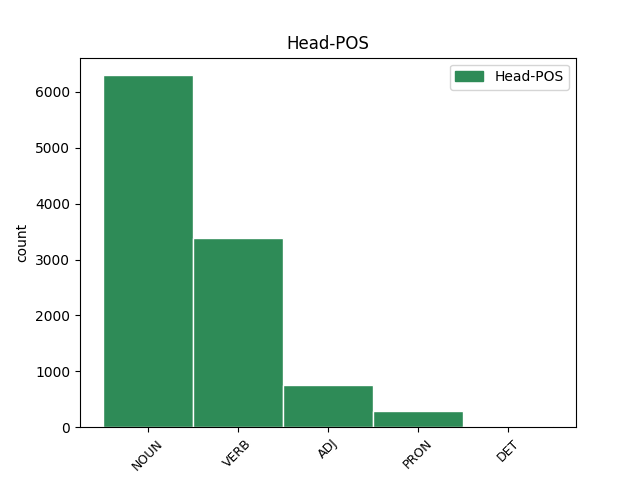 Head-POS
Head-POS
6000
5000
4000
3000
2000
1000
0
count
NOUN
VERB
ADJ
PRON
DET